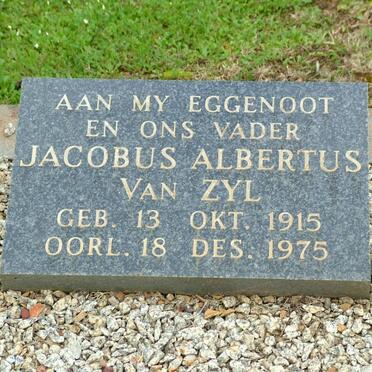 AAN MY EGGENOOT
EN ONS VADER
JACOBUS ALBERTUS
VAN ZYL
GEB. 13 OKT. 1915
OORL. 18 DES. 1975